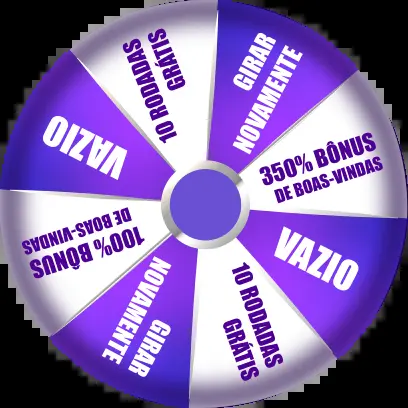 10 RODADAS
GRÁTIS
GIRAR
NOVAMENTE
350% BÔNUS
DE BOAS-VINDAS
VAZIO
10 RODADAS
GRÁTIS
GIRAR
NOVAMENTE
100% BÔNUS
DE BOAS-VINDAS
VAZIO